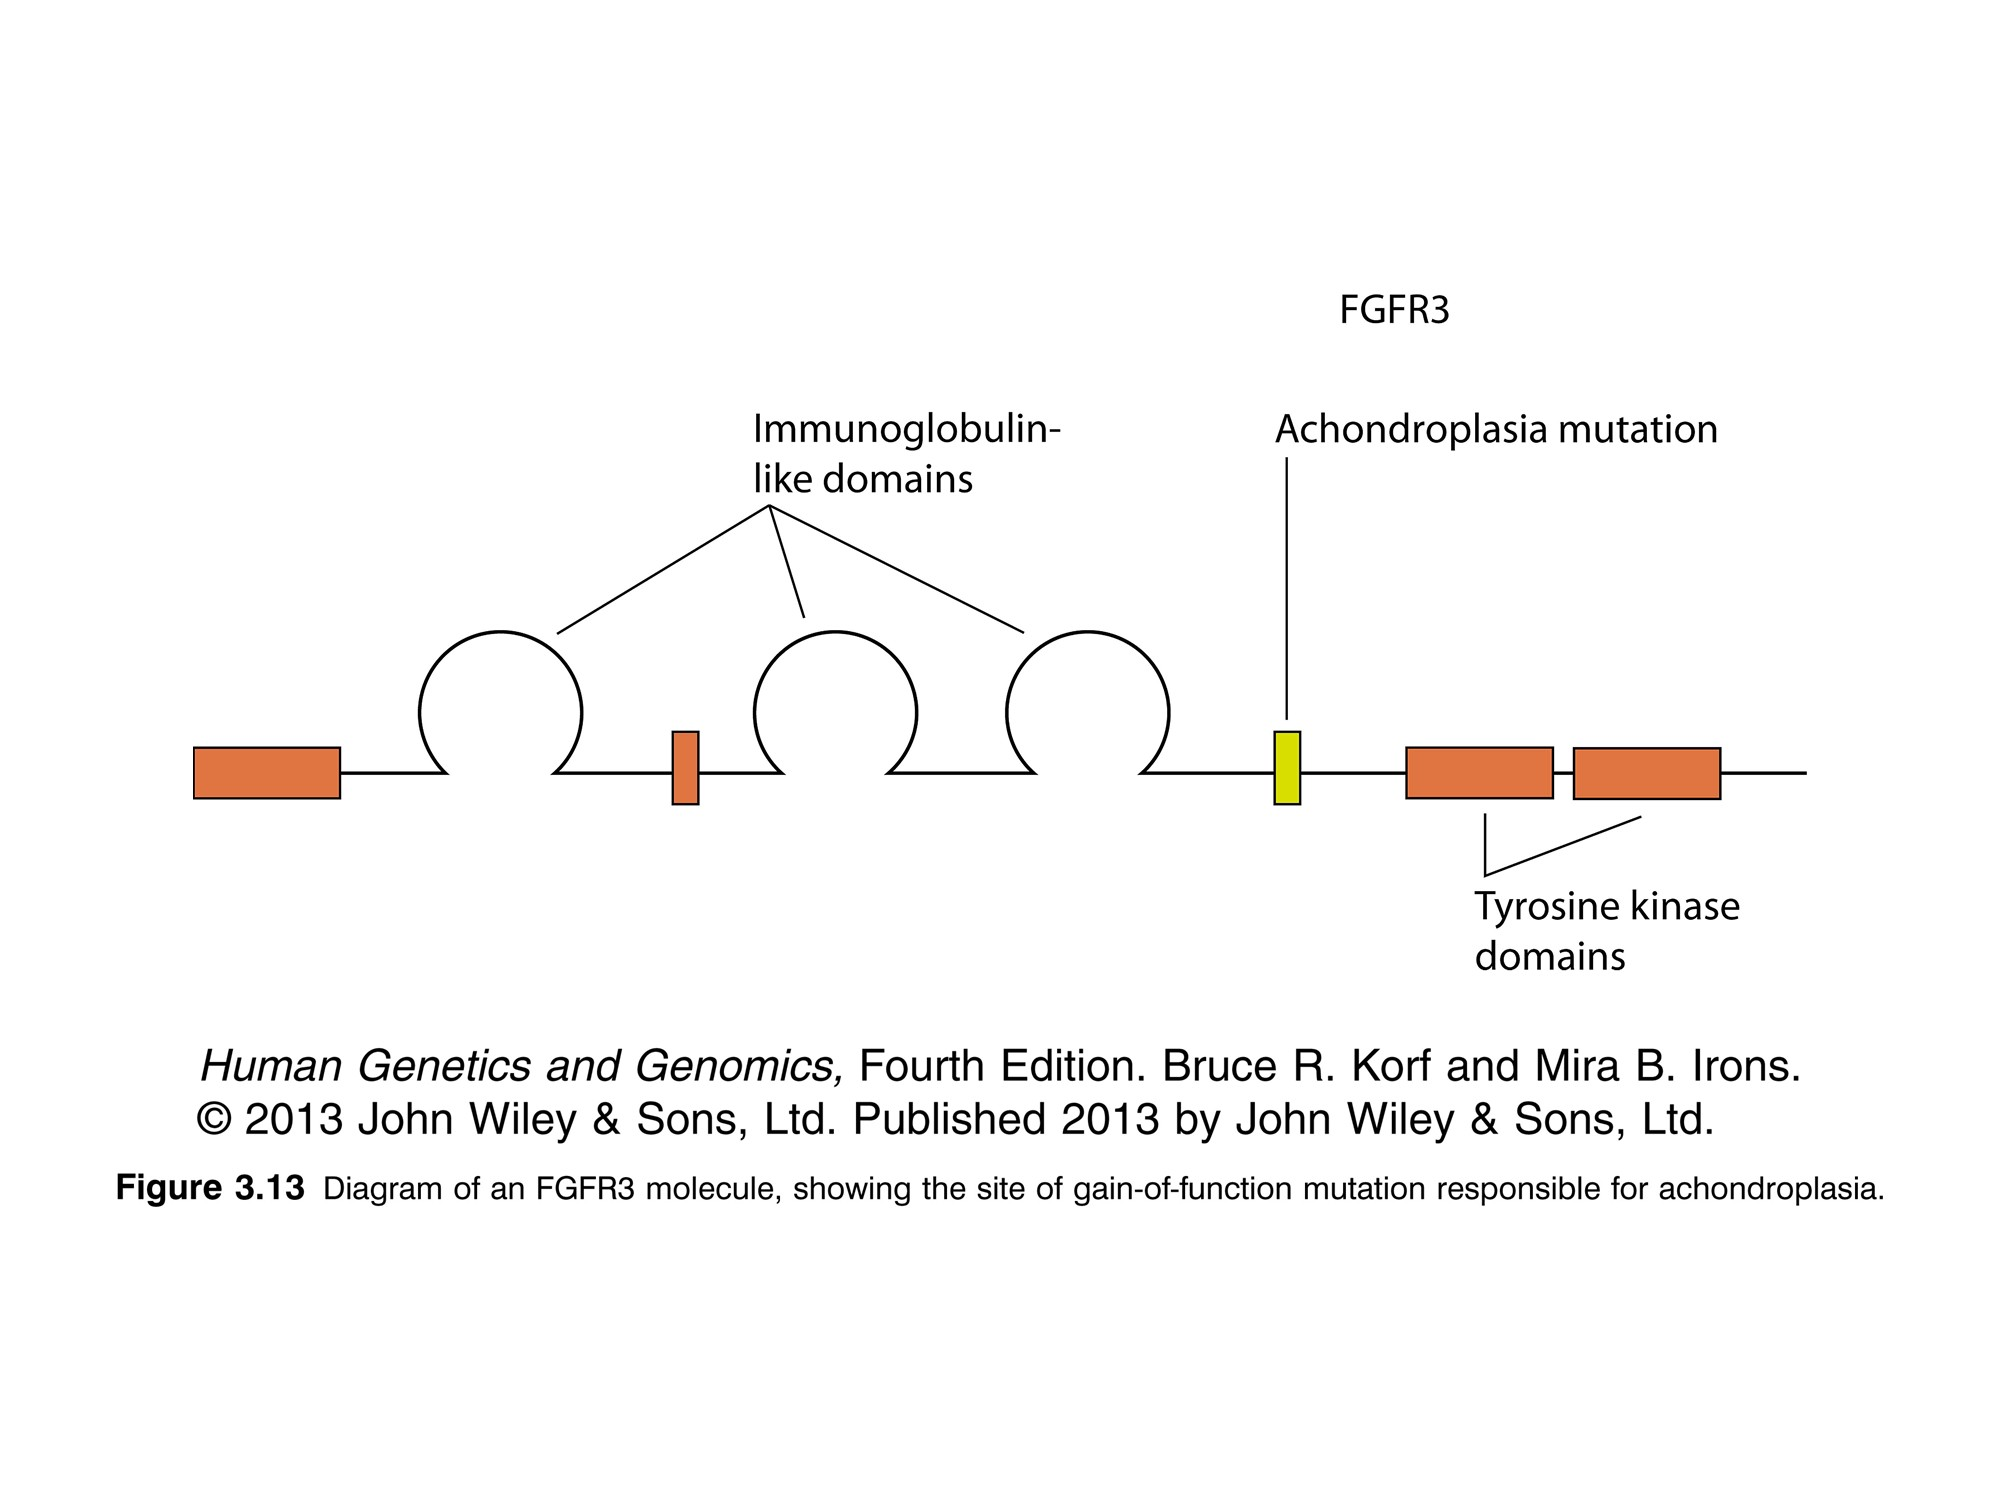 FGFR3
Immunoglobulin-
like domains
Achondroplasia mutation
Tyrosine kinase
domains
Human Genetics and Genomics, Fourth Edition. Bruce R. Korf and Mira B. Irons.
© 2013 John Wiley & Sons, Ltd. Published 2013 by John Wiley & Sons, Ltd.
Figure 3.13 Diagram of an FGFR3 molecule, showing the site of gain-of-function mutation responsible for achondroplasia.